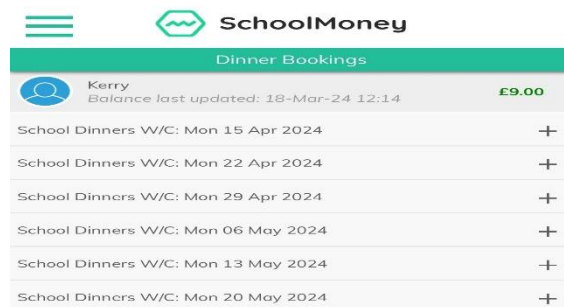 SchoolMoney
Dinner Bookings
Kerry
Balance last updated: 18-Mar-24 12:14
£9.00
School Dinners W/C: Mon 15 Apr 2024 +
School Dinners W/C: Mon 22 Apr 2024 +
School Dinners W/C: Mon 29 Apr 2024 +
School Dinners W/C: Mon 06 May 2024 +
School Dinners W/C: Mon 13 May 2024 +
School Dinners W/C: Mon 20 May 2024 +